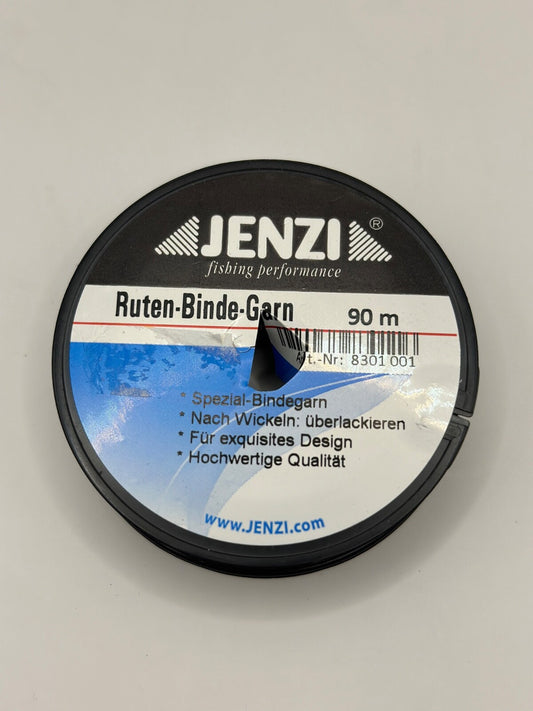 JENZI ®
fishing performance
Ruten-Binde-Garn 90 m
Art.-Nr: 8301 001
* Spezial-Bindegarn
* Nach Wickeln: überlackieren
* Für exquisites Design
* Hochwertige Qualität
www.JENZI.com